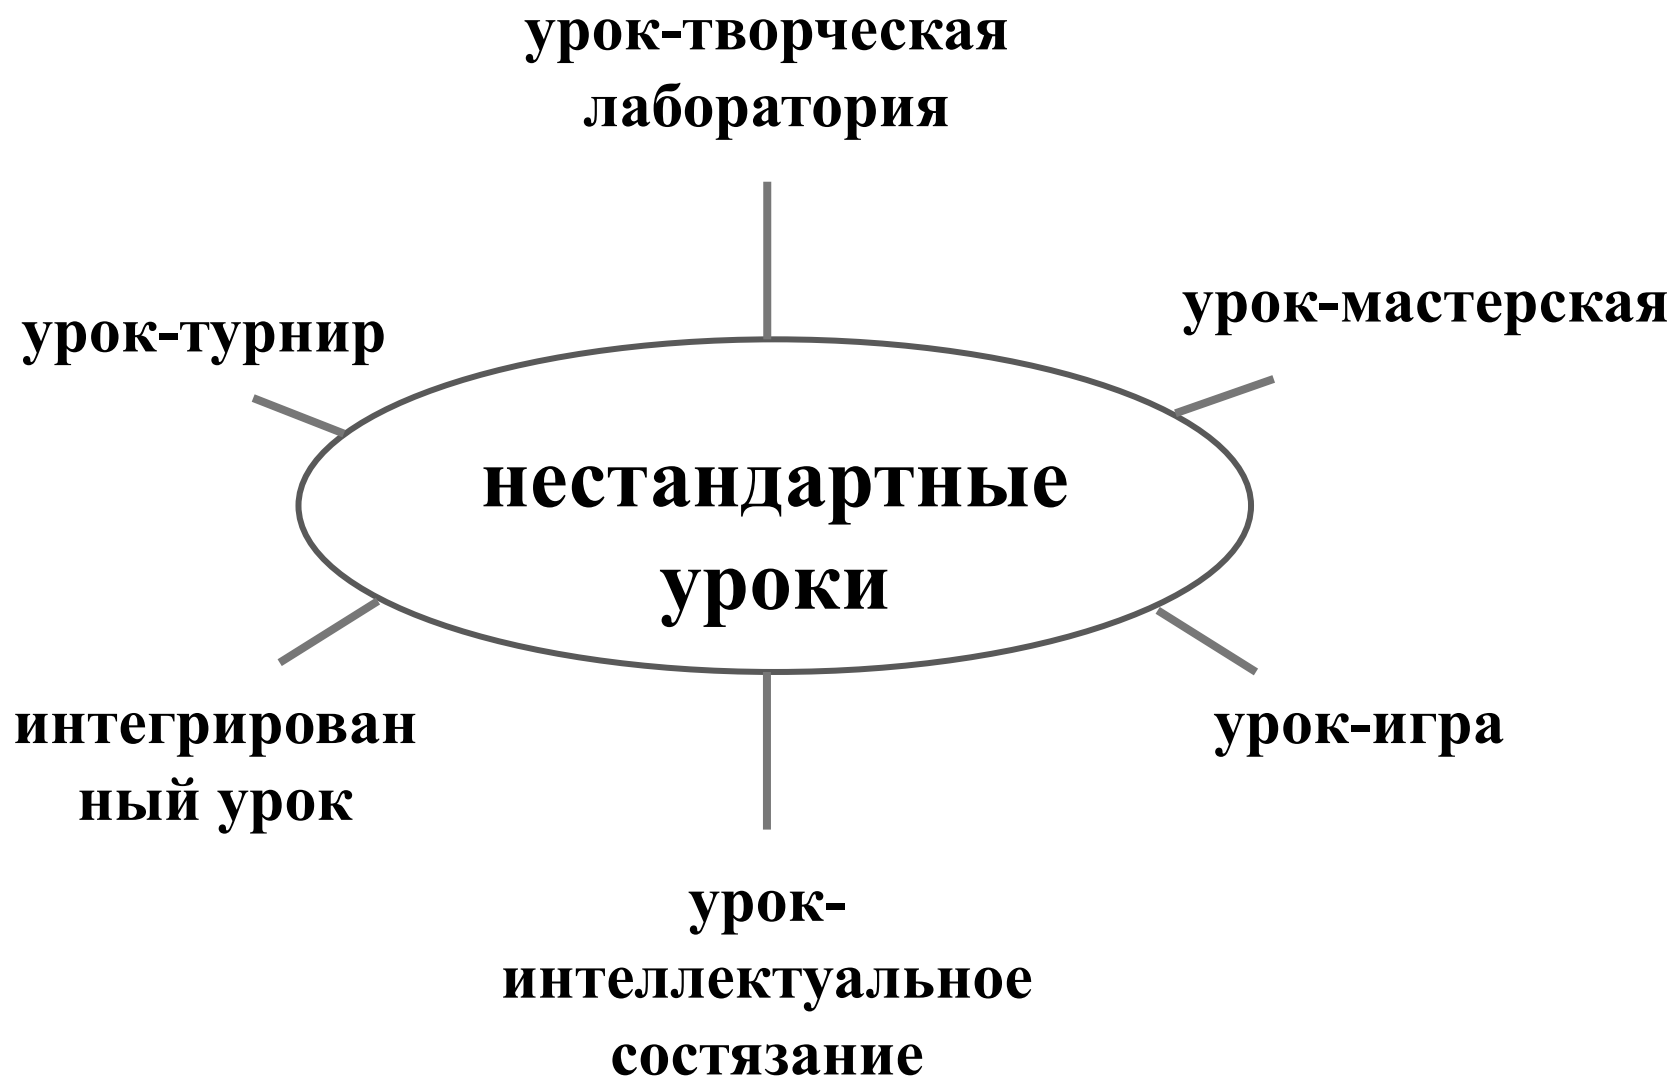 урок-творческая
лаборатория
урок-мастерская
урок-турнир
нестандартные
уроки
интегрирован
ный урок
урок-игра
урок-
интеллектуальное
состязание